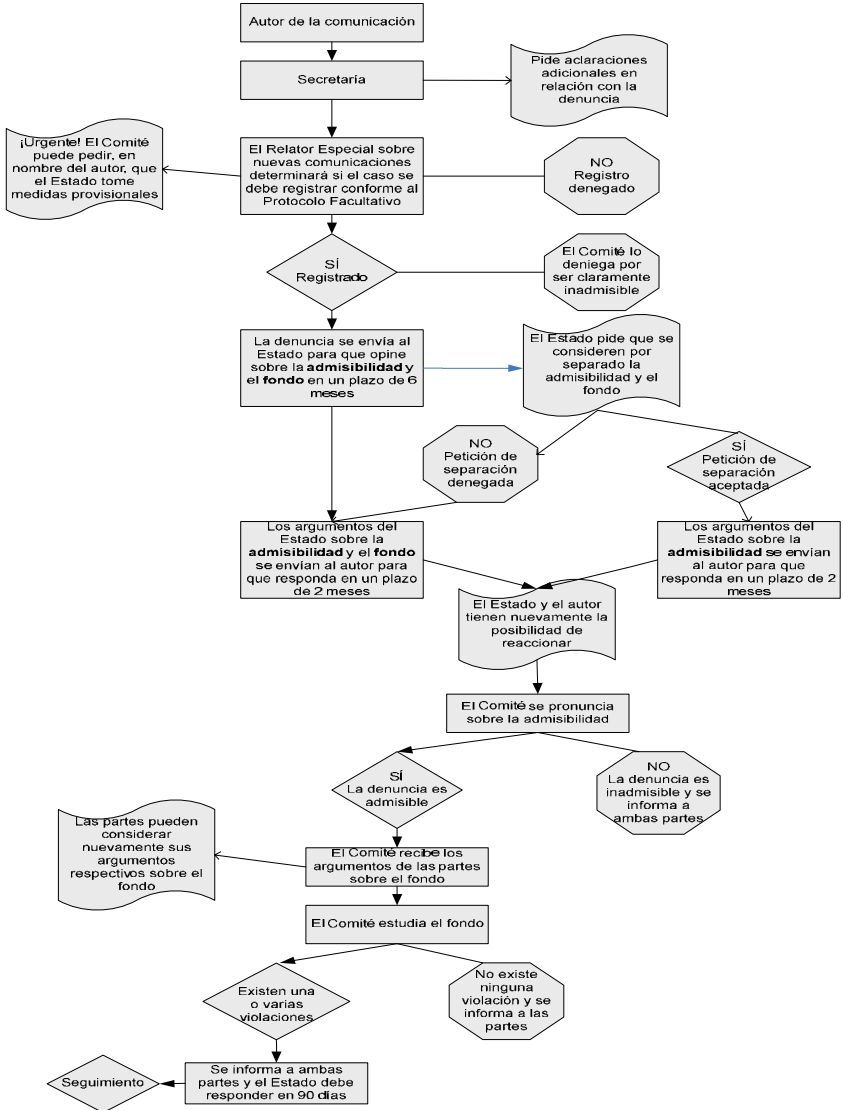 Autor de la comunicación
Secretaría
Pide aclaraciones
adicionales en
relación con la
denuncia
¡Urgente! El Comité
puede pedir, en
nombre del autor, que
el Estado tome
medidas provisionales
El Relator Especial sobre
nuevas comunicaciones
determinará si el caso se
debe registrar conforme al
Protocolo Facultativo
NO
Registro
denegado
SÍ
Registrado
El Comité lo
deniega por
ser claramente
inadmisible
La denuncia se envía al
Estado para que opine
sobre la admisibilidad y
el fondo en un plazo de 6
meses
El Estado pide que se
consideren por
separado la
admisibilidad y el
fondo
NO
Petición de
separación
denegada
SÍ
Petición de
separación
aceptada
Los argumentos del
Estado sobre la
admisibilidad y el fondo
se envían al autor para
que responda en un plazo
de 2 meses
Los argumentos del
Estado sobre la
admisibilidad se envían
al autor para que
responda en un plazo de 2
meses
El Estado y el autor
tienen nuevamente la
posibilidad de
reaccionar
El Comité se pronuncia
sobre la admisibilidad
SÍ
La denuncia es
admisible
NO
La denuncia es
inadmisible y se
informa a
ambas partes
Las partes pueden
considerar
nuevamente sus
argumentos
respectivos sobre el
fondo
El Comité recibe los
argumentos de las partes
sobre el fondo
El Comité estudia el fondo
Existen una
o varias
violaciones
No existe
ninguna
violación y se
informa a las
partes
Seguimiento
Se informa a ambas
partes y el Estado debe
responder en 90 días